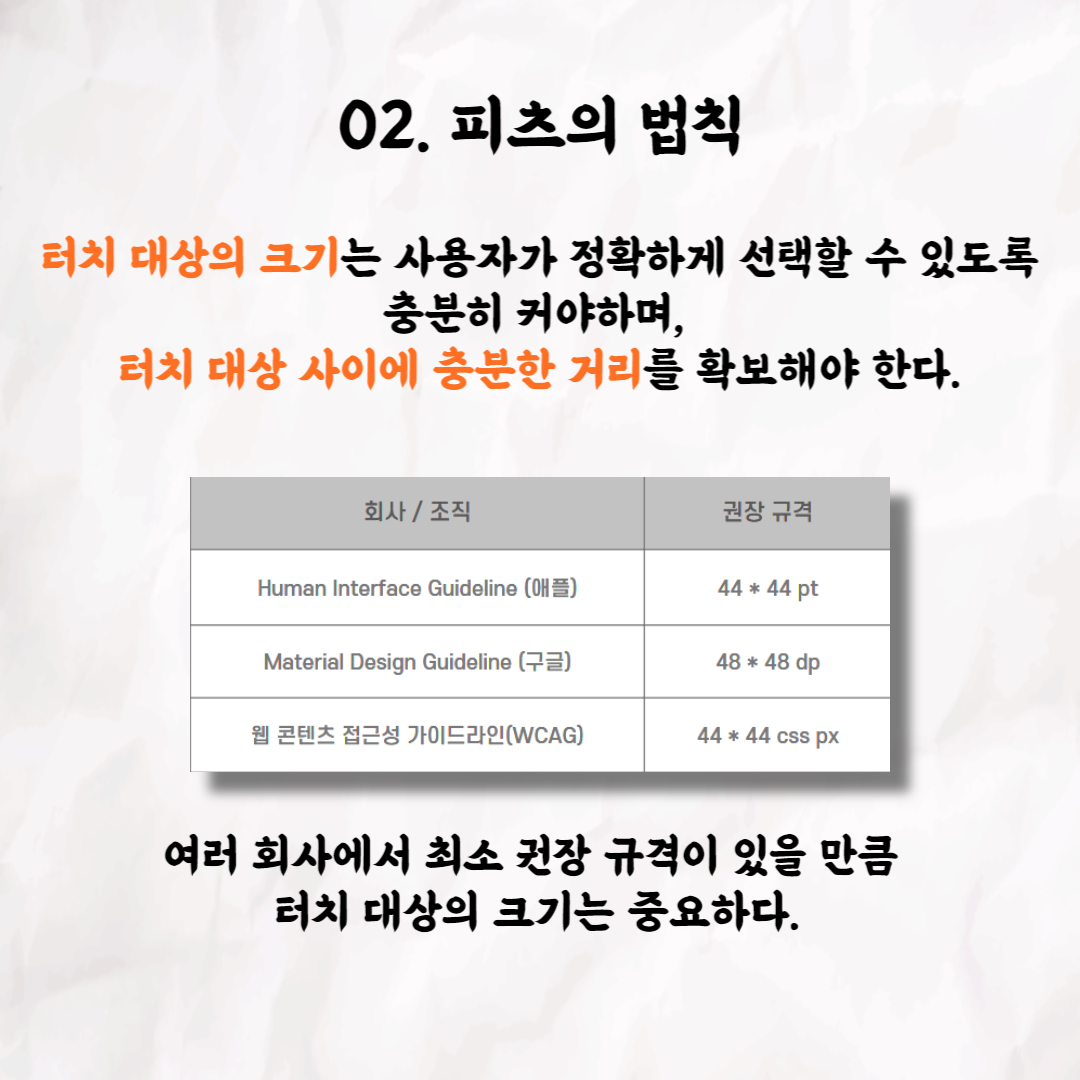 02. 피츠의 법칙
터치 대상의 크기는 사용자가 정확하게 선택할 수 있도록
충분히 커야하며,
터치 대상 사이에 충분한 거리를 확보해야 한다.
회사 / 조직 권장 규격
Human Interface Guideline (애플) 44 * 44 pt
Material Design Guideline (구글) 48 * 48 dp
웹 콘텐츠 접근성 가이드라인(WCAG) 44 * 44 css px
여러 회사에서 최소 권장 규격이 있을 만큼
터치 대상의 크기는 중요하다.